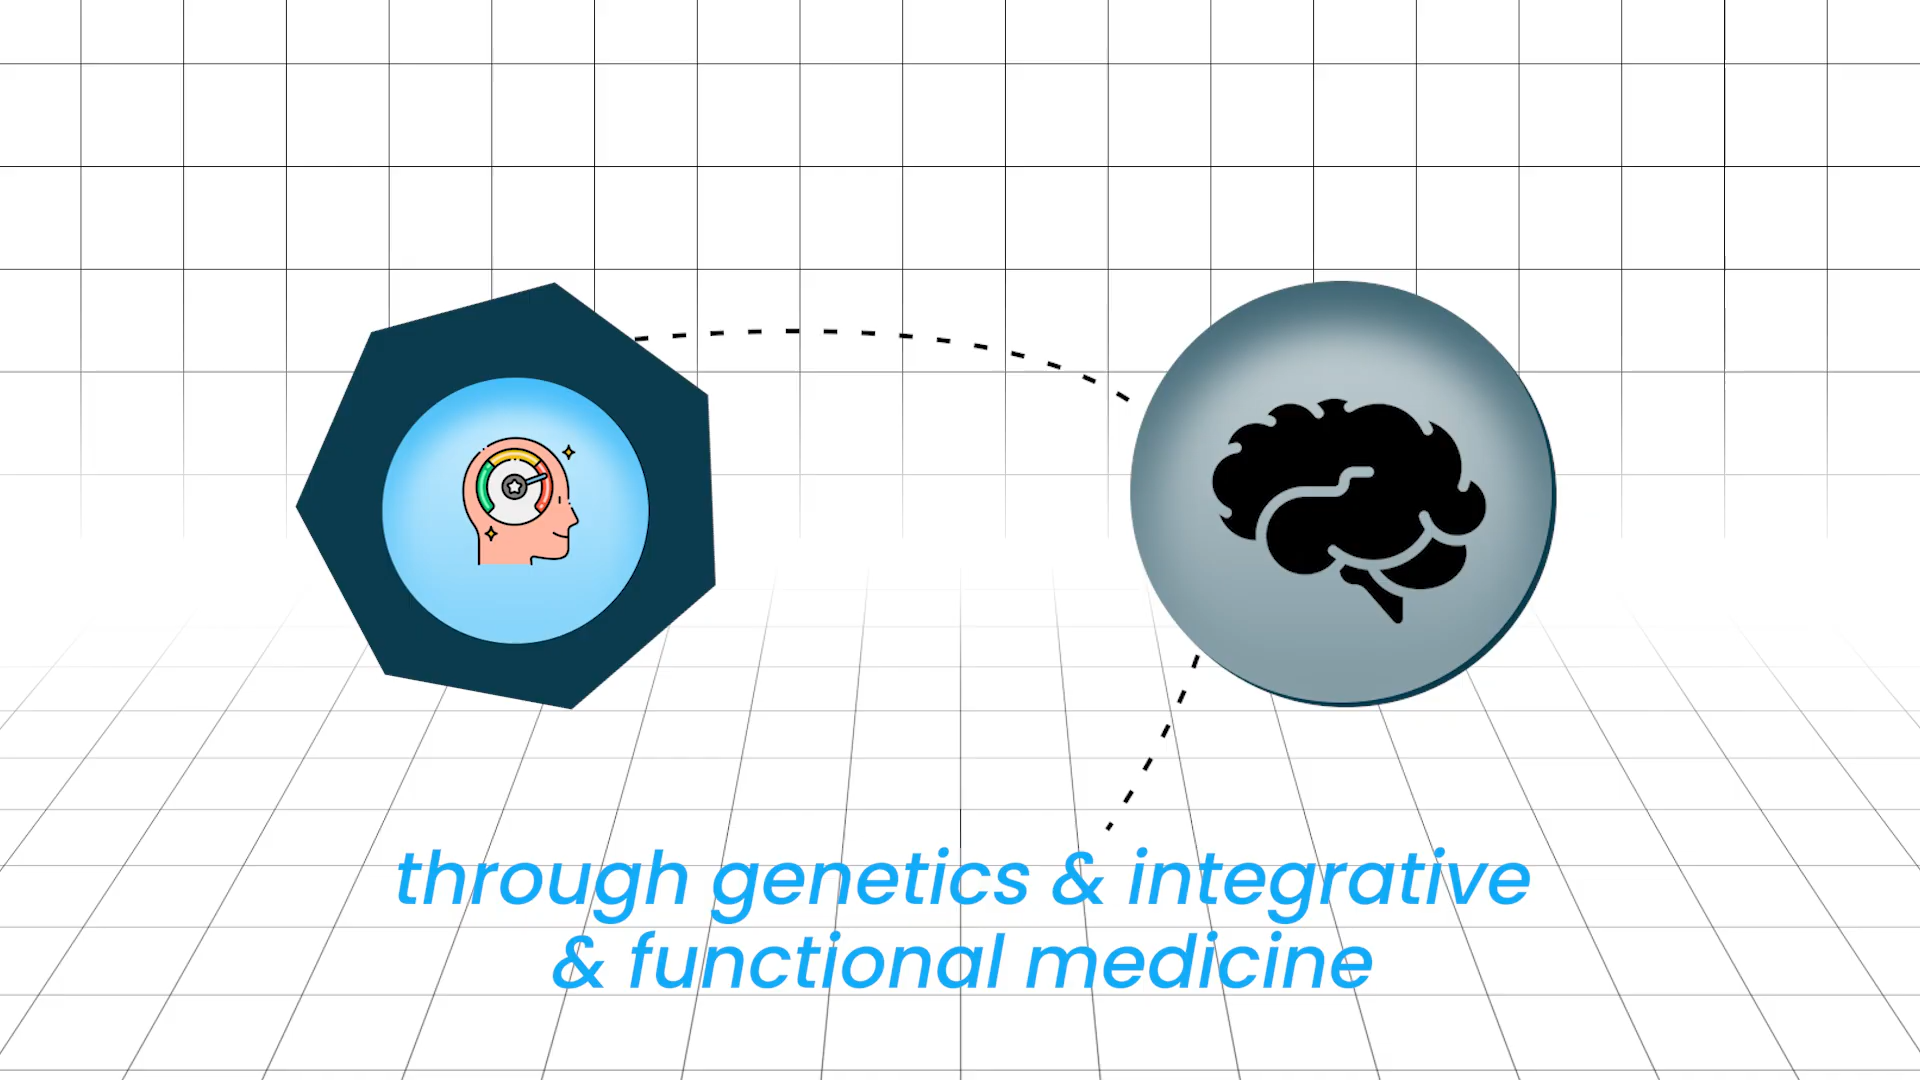 through genetics & integrative
& functional medicine